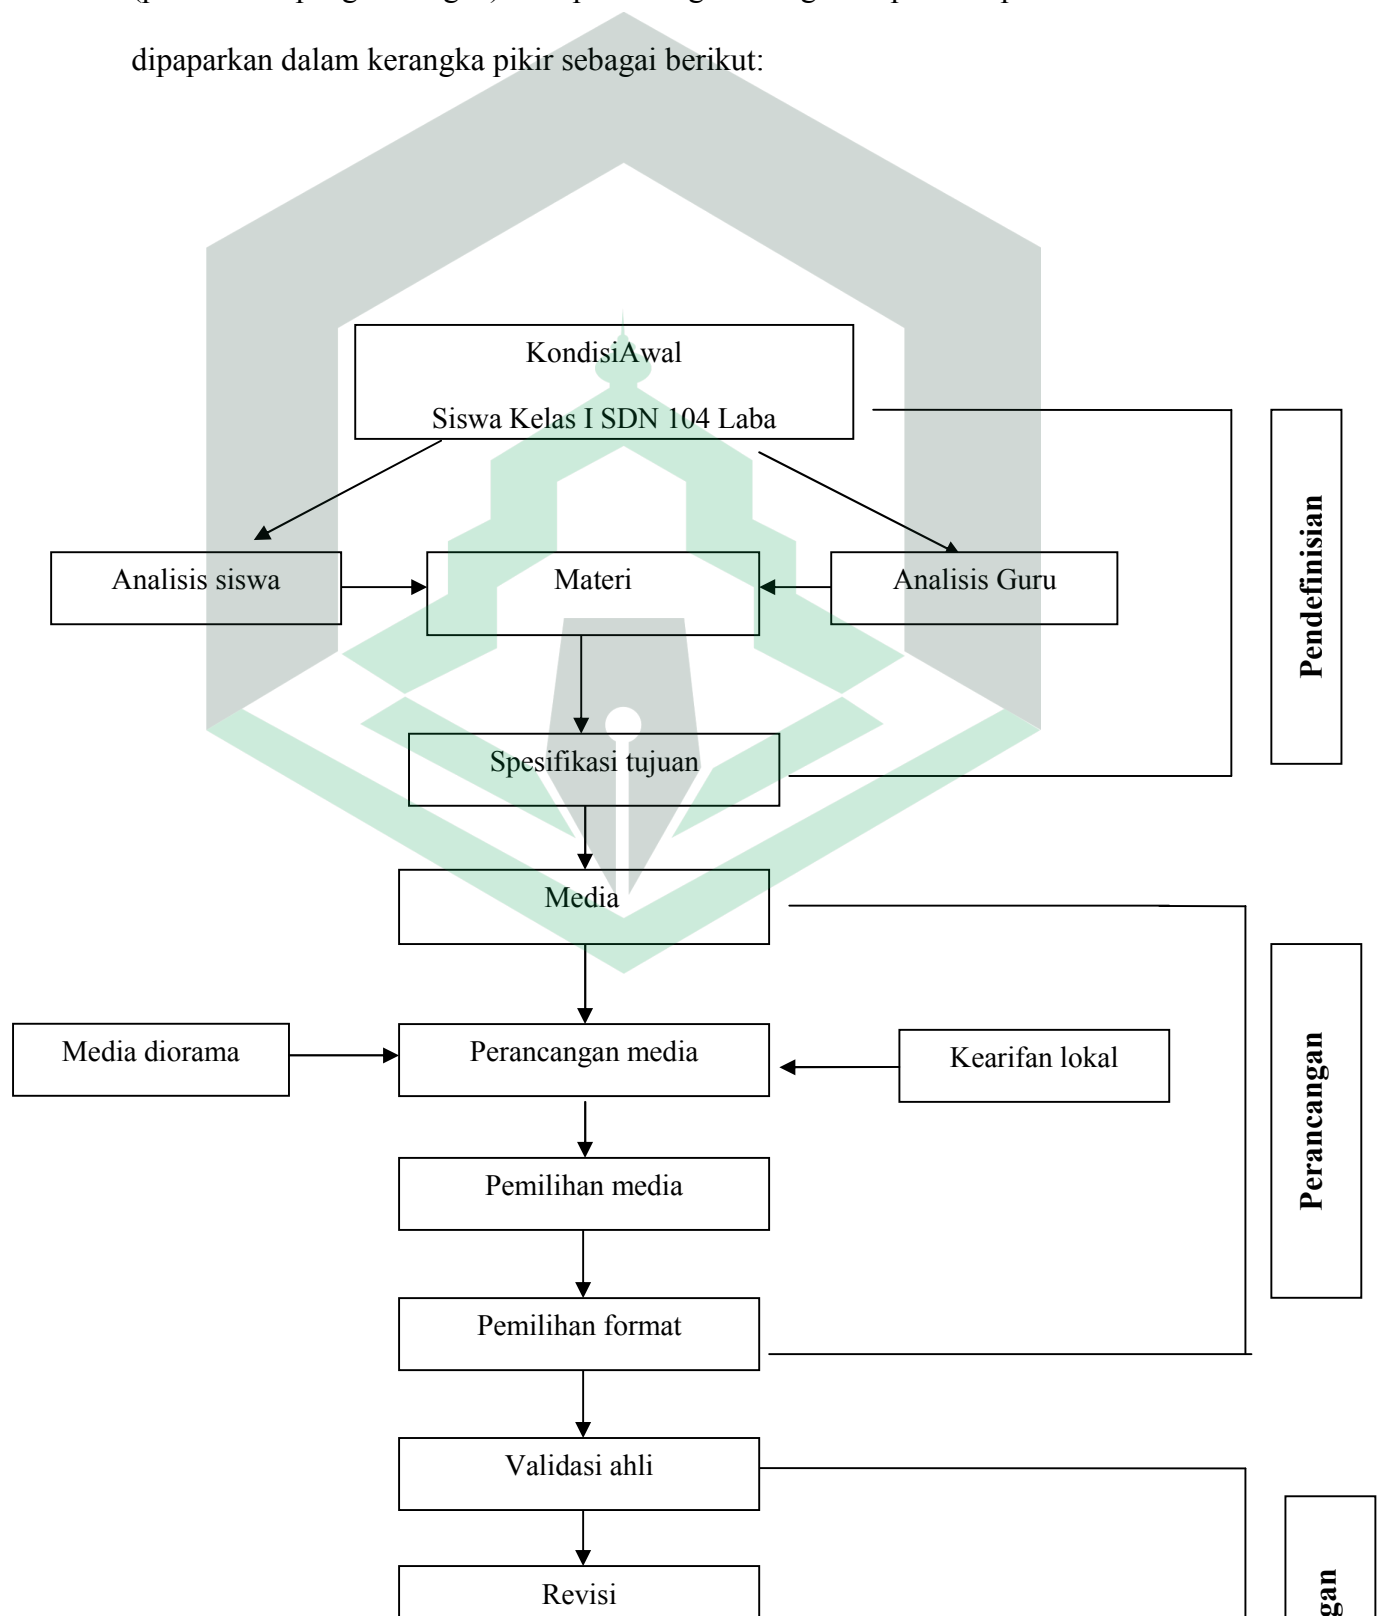 dipaparkan dalam kerangka pikir sebagai berikut:
KondisiAwal
Siswa Kelas I SDN 104 Laba
Analisis siswa
Materi
Analisis Guru
Pendefinisian
Spesifikasi tujuan
Media
Media diorama
Perancangan media
Kearifan lokal
Perancangan
Pemilihan media
Pemilihan format
Validasi ahli
Revisi